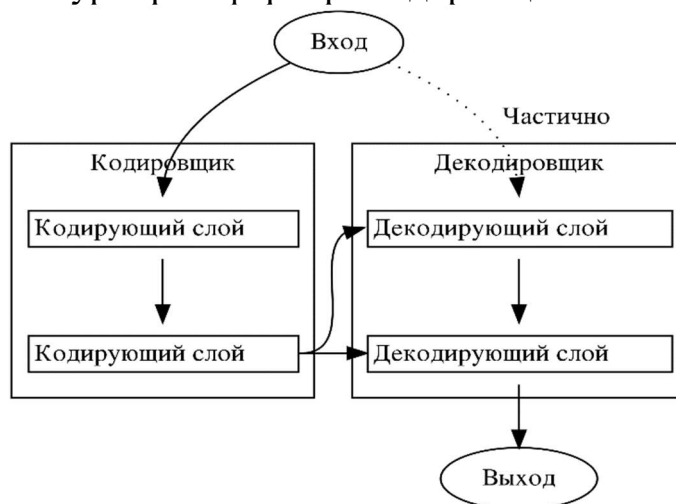 Вход
Частично
Кодировщик
Декодировщик
Кодирующий слой
Декодирующий слой
Кодирующий слой
Декодирующий слой
Выход